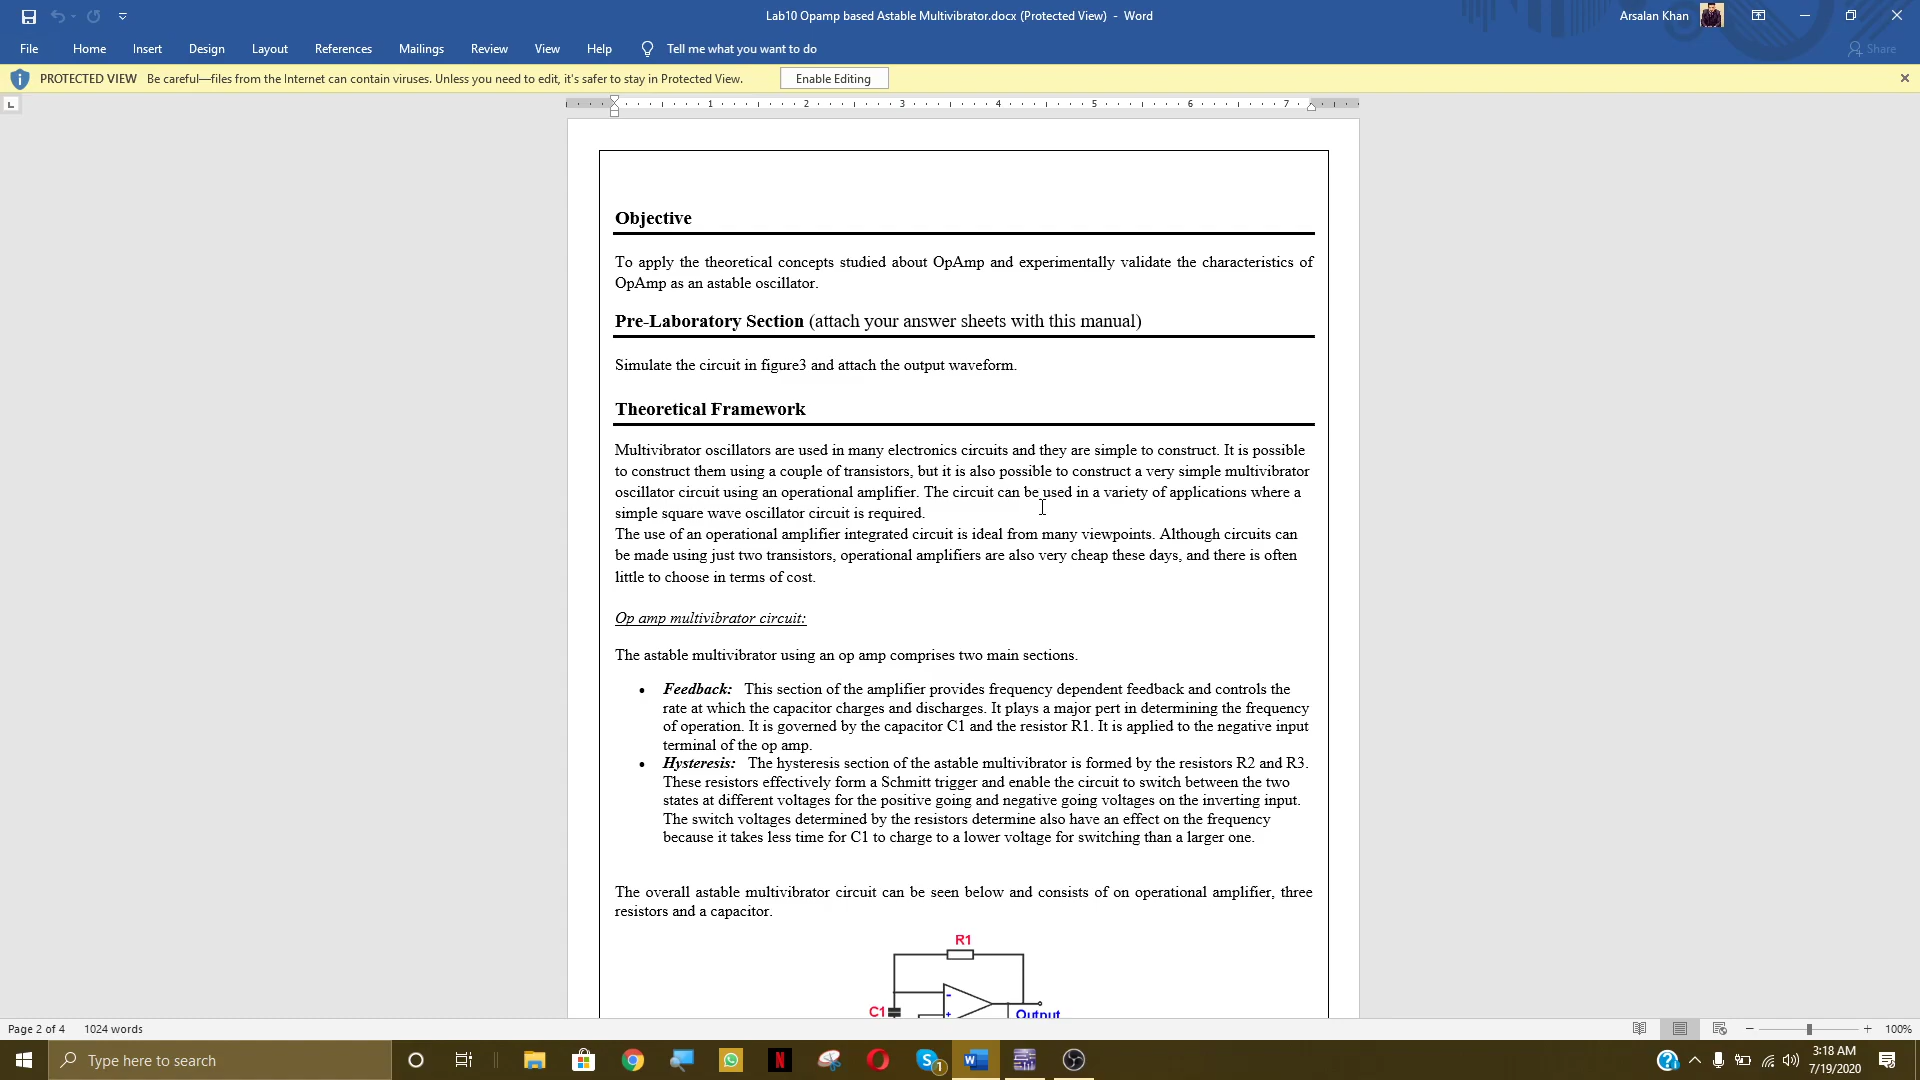 Lab10 Opamp based Astable Multivibrator.docx (Protected View) - Word
Arsalan Khan
File Home Insert Design Layout References Mailings Review View Help Tell me what you want to do
Share
PROTECTED VIEW Be careful—files from the Internet can contain viruses. Unless you need to edit, it's safer to stay in Protected View. Enable Editing
1 2 3 4 5 6 7
Objective
To apply the theoretical concepts studied about OpAmp and experimentally validate the characteristics of
OpAmp as an astable oscillator.
Pre-Laboratory Section (attach your answer sheets with this manual)
Simulate the circuit in figure3 and attach the output waveform.
Theoretical Framework
Multivibrator oscillators are used in many electronics circuits and they are simple to construct. It is possible
to construct them using a couple of transistors, but it is also possible to construct a very simple multivibrator
oscillator circuit using an operational amplifier. The circuit can be used in a variety of applications where a
simple square wave oscillator circuit is required.
The use of an operational amplifier integrated circuit is ideal from many viewpoints. Although circuits can
be made using just two transistors, operational amplifiers are also very cheap these days, and there is often
little to choose in terms of cost.
Op amp multivibrator circuit:
The astable multivibrator using an op amp comprises two main sections.
• Feedback: This section of the amplifier provides frequency dependent feedback and controls the
rate at which the capacitor charges and discharges. It plays a major pert in determining the frequency
of operation. It is governed by the capacitor C1 and the resistor R1. It is applied to the negative input
terminal of the op amp.
• Hysteresis: The hysteresis section of the astable multivibrator is formed by the resistors R2 and R3.
These resistors effectively form a Schmitt trigger and enable the circuit to switch between the two
states at different voltages for the positive going and negative going voltages on the inverting input.
The switch voltages determined by the resistors determine also have an effect on the frequency
because it takes less time for C1 to charge to a lower voltage for switching than a larger one.
The overall astable multivibrator circuit can be seen below and consists of on operational amplifier, three
resistors and a capacitor.
R1
-
C1
+
Output
Page 2 of 4 1024 words
100%
Type here to search
1
3:18 AM
7/19/2020